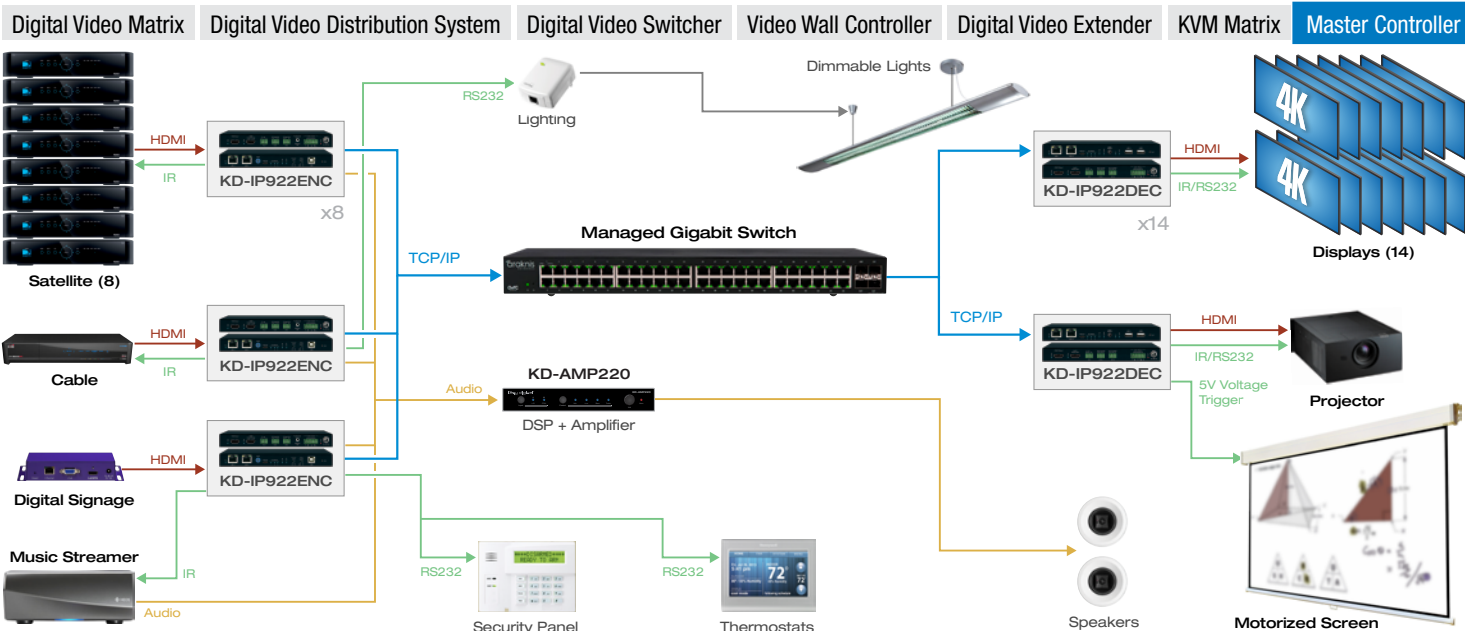 Digital Video Matrix
Digital Video Distribution System
Digital Video Switcher
Video Wall Controller
Digital Video Extender
KVM Matrix
Master Controller
HDMI
IR
KD-IP922ENC
x8
Satellite (8)
RS232
Lighting
Dimmable Lights
KD-IP922DEC
x14
HDMI
IR/RS232
4K
4K
Displays (14)
TCP/IP
Managed Gigabit Switch
araknis
Cable
HDMI
IR
KD-IP922ENC
TCP/IP
KD-IP922DEC
HDMI
IR/RS232
5V Voltage
Trigger
Projector
Audio
KD-AMP220
DSP + Amplifier
Digital Signage
HDMI
KD-IP922ENC
Music Streamer
IR
Audio
RS232
READY TO ARM
Security Panel
RS232
72°
Thermostats
Speakers
Motorized Screen